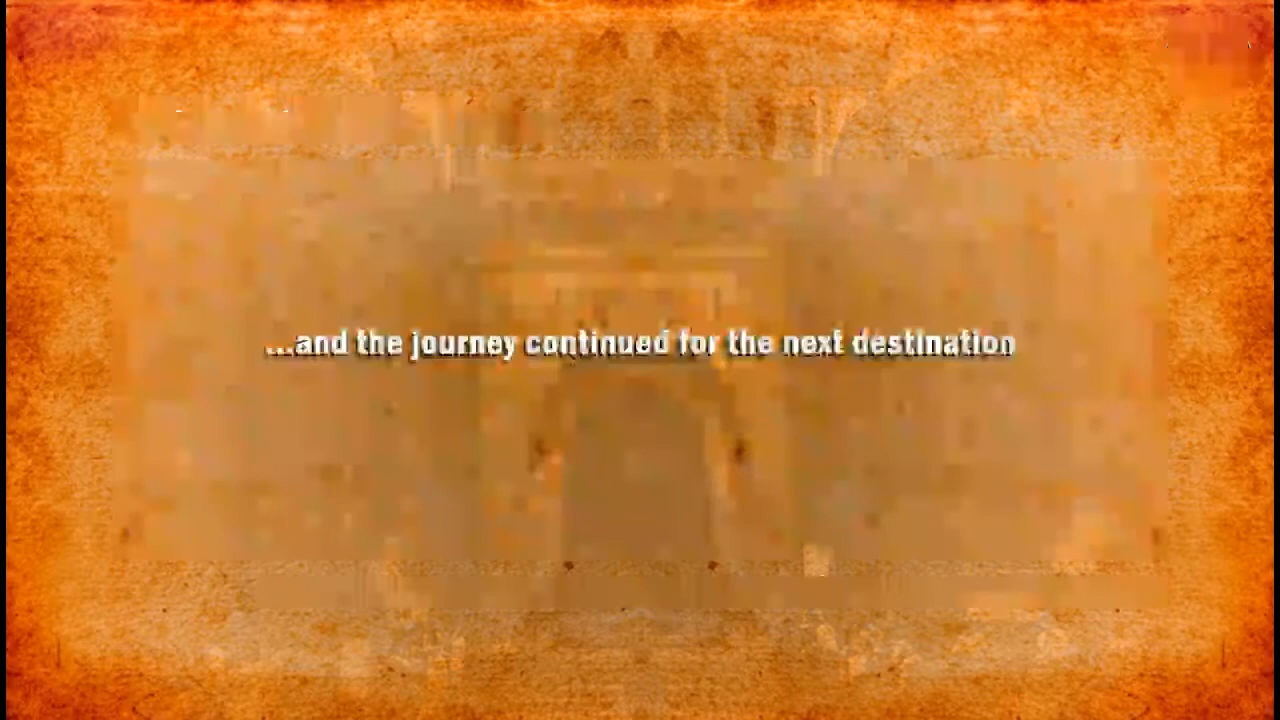 ...and the journey continued for the next destination